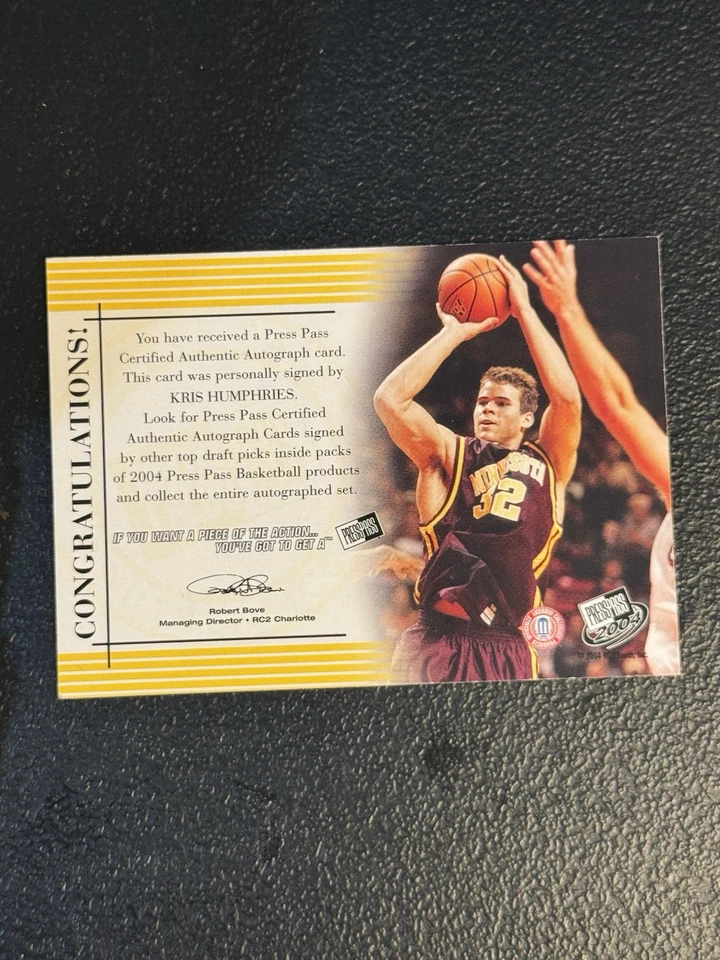 CONGRATULATIONS!
You have received a Press Pass
Certified Authentic Autograph card.
This card was personally signed by
KRIS HUMPHRIES.
Look for Press Pass Certified
Authentic Autograph Cards signed
by other top draft picks inside packs
of 2004 Press Pass Basketball products
and collect the entire autographed set.
IF YOU WANT A PIECE OF THE ACTION...
YOU'VE GOT TO GET A™
PRESS PASS
Robert Bove
Managing Director • RC2 Charlotte
MINNESOTA
32
PRESS PASS
2004